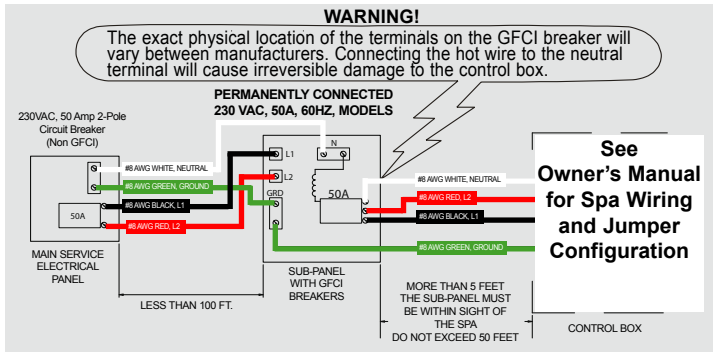 WARNING!
The exact physical location of the terminals on the GFCI breaker will
vary between manufacturers. Connecting the hot wire to the neutral
terminal will cause irreversible damage to the control box.
PERMANENTLY CONNECTED
230 VAC, 50A, 60HZ, MODELS
230VAC, 50 Amp 2-Pole
Circuit Breaker
(Non GFCI)
#8 AWG WHITE, NEUTRAL
#8 AWG GREEN, GROUND
#8 AWG BLACK, L1
#8 AWG RED, L2
50A
MAIN SERVICE
ELECTRICAL
PANEL
LESS THAN 100 FT.
L1
N
L2
GRD
50A
SUB-PANEL
WITH GFCI
BREAKERS
#8 AWG WHITE, NEUTRAL
#8 AWG RED, L2
#8 AWG BLACK, L1
#8 AWG GREEN, GROUND
MORE THAN 5 FEET
THE SUB-PANEL MUST
BE WITHIN SIGHT OF
THE SPA
DO NOT EXCEED 50 FEET
See
Owner's Manual
for Spa Wiring
and Jumper
Configuration
CONTROL BOX